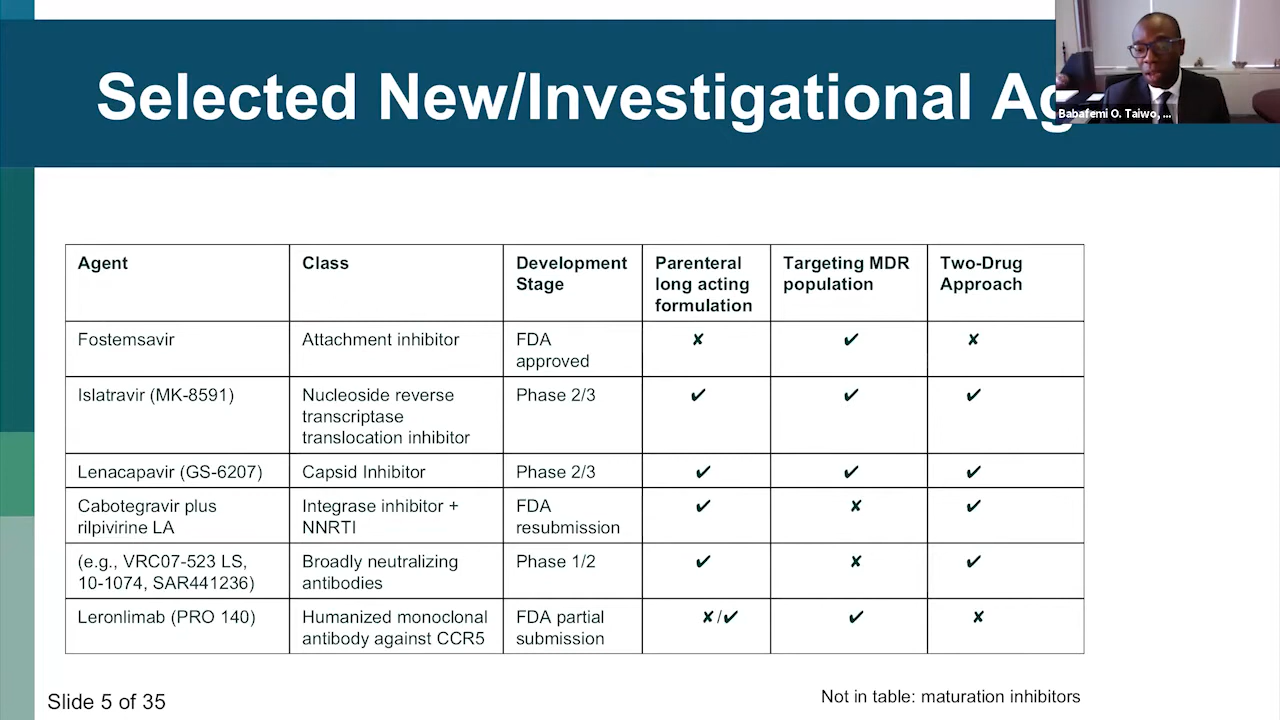 Selected New/Investigational Ag
Babafemi O. Taiwo, ...
Agent
Class
Development
Stage
Parenteral
long acting
formulation
Targeting MDR
population
Two-Drug
Approach
Fostemsavir
Attachment inhibitor
FDA
approved
✘
✔
✘
Islatravir (MK-8591)
Nucleoside reverse
transcriptase
translocation inhibitor
Phase 2/3
✔
✔
✔
Lenacapavir (GS-6207)
Capsid Inhibitor
Phase 2/3
✔
✔
✔
Cabotegravir plus
rilpivirine LA
Integrase inhibitor +
NNRTI
FDA
resubmission
✔
✘
✔
(e.g., VRC07-523 LS,
10-1074, SAR441236)
Broadly neutralizing
antibodies
Phase 1/2
✔
✘
✔
Leronlimab (PRO 140)
Humanized monoclonal
antibody against CCR5
FDA partial
submission
✘/✔
✔
✘
Slide 5 of 35
Not in table: maturation inhibitors